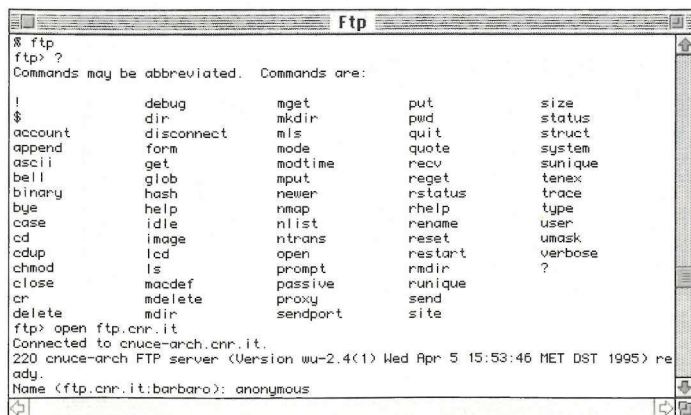 Ftp
% ftp
ftp> ?
Commands may be abbreviated.  Commands are:
!               debug           mget            put             size
$               dir             mkdir           pwd             status
account         disconnect      mls             quit            struct
append          form            mode            quote           system
ascii           get             modtime         recv            sunique
bell            glob            mput            reget           tenex
binary          hash            newer           rstatus         trace
bye             help            nmap            rhelp           type
case            idle            nlist           rename          user
cd              image           ntrans          reset           umask
cdup            lcd             open            restart         verbose
chmod           ls              prompt          rmdir           ?
close           macdef          passive         runique
cr              mdelete         proxy           send
delete          mdir            sendport        site
ftp> open ftp.cnr.it
Connected to cnuce-arch.cnr.it.
220 cnuce-arch FTP server (Version wu-2.4(1) Wed Apr 5 15:53:46 MET DST 1995) re
ady.
Name (ftp.cnr.it:barbaro): anonymous